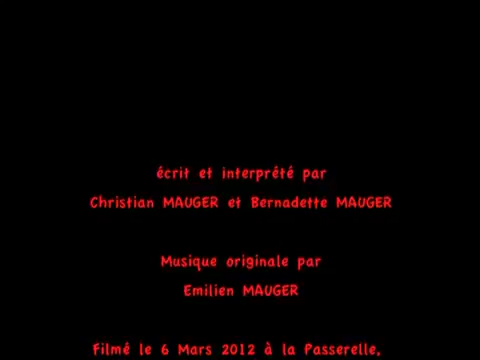 écrit et interprété par
Christian MAUGER et Bernadette MAUGER
Musique originale par
Emilien MAUGER
Filmé le 6 Mars 2012 à la Passerelle,